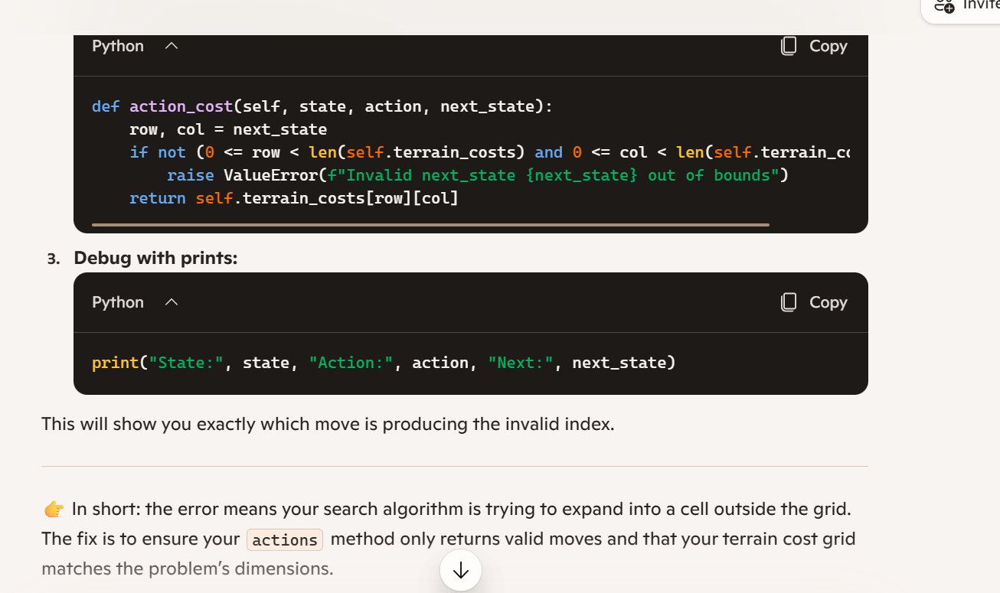 Invite
Python
Copy
def action_cost(self, state, action, next_state):
row, col = next_state
if not (0 <= row < len(self.terrain_costs) and 0 <= col < len(self.terrain_co
raise ValueError(f"Invalid next_state {next_state} out of bounds")
return self.terrain_costs[row][col]
3. Debug with prints:
Python
Copy
print("State:", state, "Action:", action, "Next:", next_state)
This will show you exactly which move is producing the invalid index.
In short: the error means your search algorithm is trying to expand into a cell outside the grid.
The fix is to ensure your actions method only returns valid moves and that your terrain cost grid
matches the problem’s dimensions.